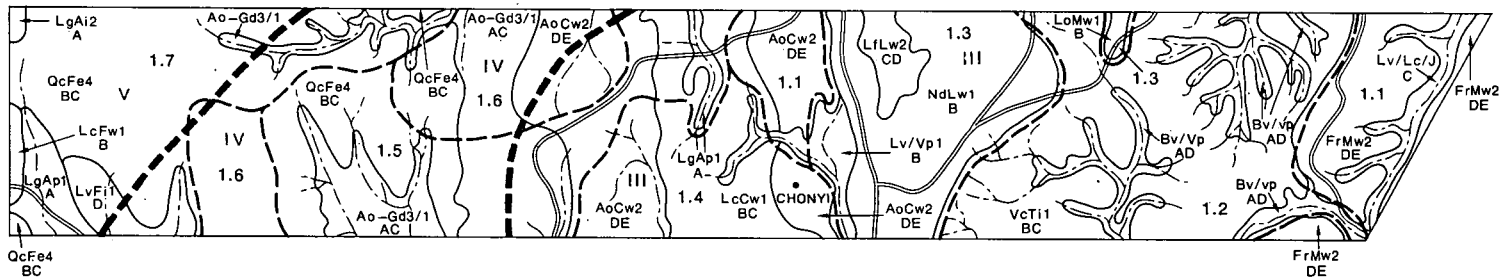 LgAi2
A
Ao-Gd3/1
1.7
V
QcFe4
BC
LcFw1
B
LgAp1
A
LvFi1
D
QcFe4
BC
IV
1.6
QcFe4
BC
1.5
Ao-Gd3/1
AC
QcFe4
BC
Ao-Gd3/1
AC
IV
1.6
AoCw2
DE
AoCw2
DE
III
LgAp1
A
1.4
AoCw2
DE
1.1
LcCw1
BC
CHONYI
LfLw2
CD
1.3
III
NdLw1
B
Lv/Vp1
B
AoCw2
DE
LoMw1
B
1.3
VcTi1
BC
Bv/Vp
AD
Bv/vp
AD
1.2
Bv/vp
AD
Lv/Lc/J
C
1.1
FrMw2
DE
FrMw2
DE
FrMw2
DE